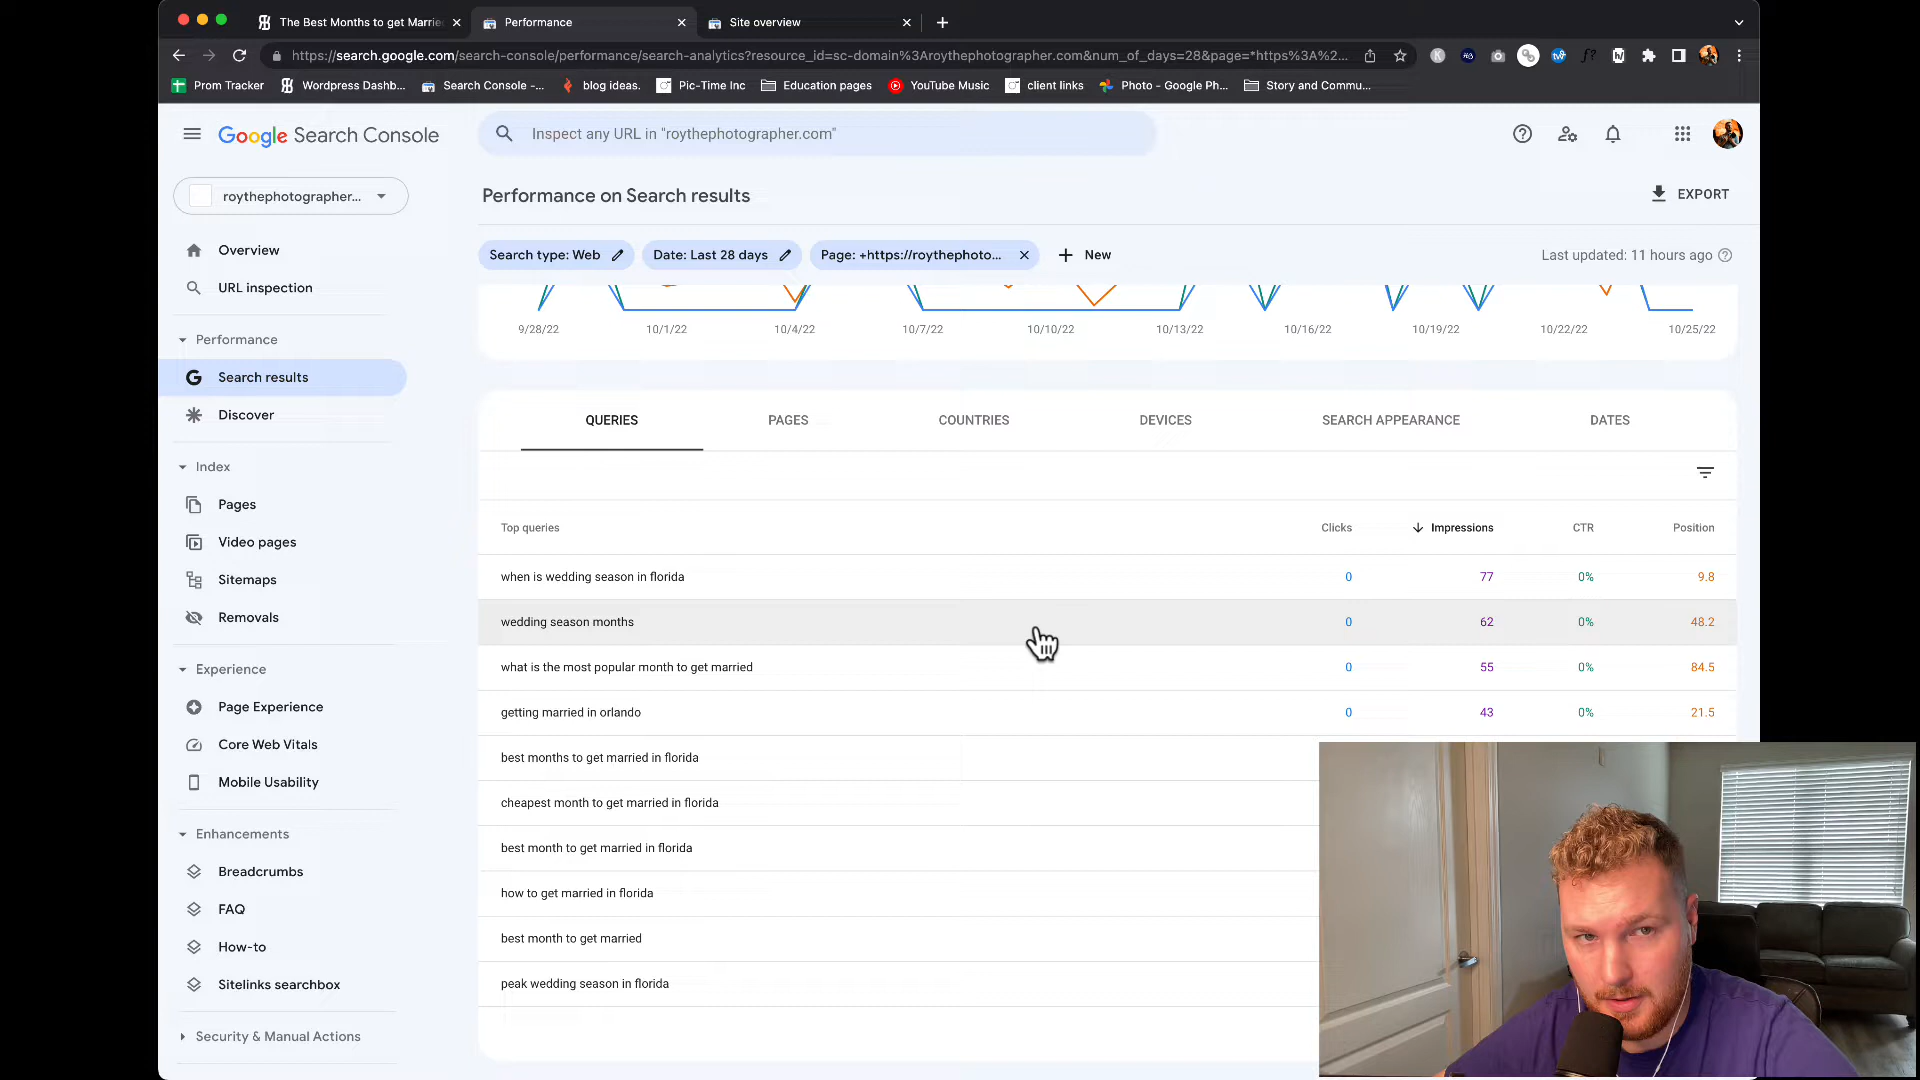 The Best Months to get Marrie
Performance
Site overview
https://search.google.com/search-console/performance/search-analytics?resource_id=sc-domain%3Aroythephotographer.com&num_of_days=28&page=*https%3A%2...
Prom Tracker
Wordpress Dashb...
Search Console -...
blog ideas.
Pic-Time Inc
Education pages
YouTube Music
client links
Photo - Google Ph...
Story and Commu...
Google Search Console
Inspect any URL in "roythephotographer.com"
roythephotographer...
Performance on Search results
EXPORT
Search type: Web
Date: Last 28 days
Page: +https://roythephoto...
New
Last updated: 11 hours ago
Overview
URL inspection
Performance
Search results
Discover
Index
Pages
Video pages
Sitemaps
Removals
Experience
Page Experience
Core Web Vitals
Mobile Usability
Enhancements
Breadcrumbs
FAQ
How-to
Sitelinks searchbox
Security & Manual Actions
9/28/22 10/1/22 10/4/22 10/7/22 10/10/22 10/13/22 10/16/22 10/19/22 10/22/22 10/25/22
QUERIES PAGES COUNTRIES DEVICES SEARCH APPEARANCE DATES
Top queries Clicks Impressions CTR Position
when is wedding season in florida 0 77 0% 9.8
wedding season months 0 62 0% 48.2
what is the most popular month to get married 0 55 0% 84.5
getting married in orlando 0 43 0% 21.5
best months to get married in florida
cheapest month to get married in florida
best month to get married in florida
how to get married in florida
best month to get married
peak wedding season in florida